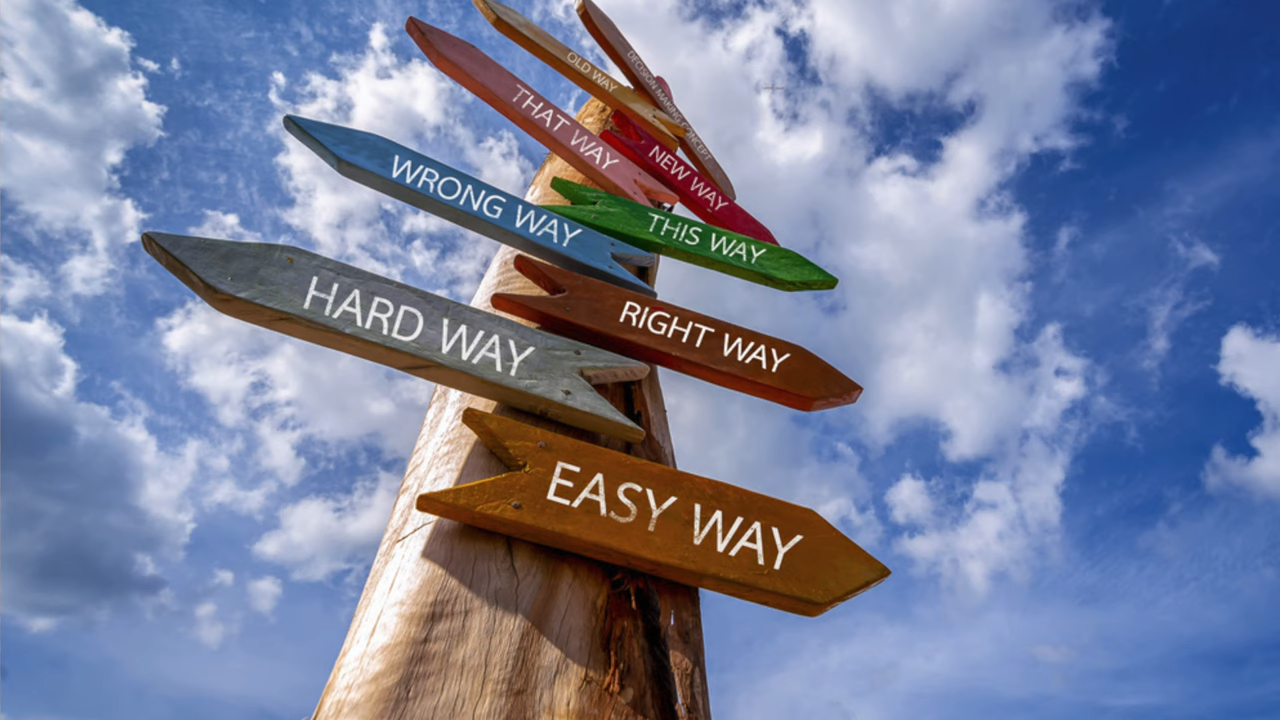 DECISION MAKING CONCEPT
OLD WAY
THAT WAY
NEW WAY
WRONG WAY
THIS WAY
HARD WAY
RIGHT WAY
EASY WAY